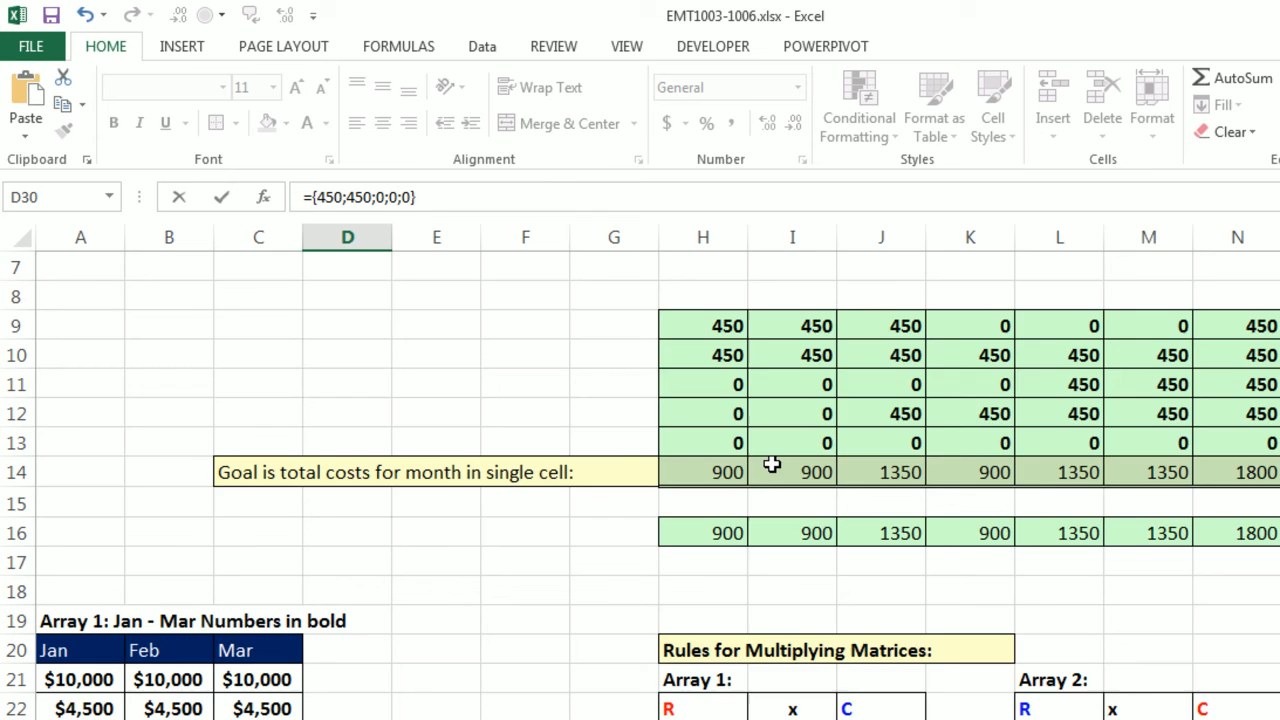 EMT1003-1006.xlsx - Excel
FILE HOME INSERT PAGE LAYOUT FORMULAS Data REVIEW VIEW DEVELOPER POWERPIVOT
Paste
11
Wrap Text
Merge & Center
General
Conditional Formatting
Format as Table
Cell Styles
Insert
Delete
Format
AutoSum
Fill
Clear
Clipboard Font Alignment Number Styles Cells
D30 ={450;450;0;0;0}
A B C D E F G H I J K L M N
7
8
9 450 450 450 0 0 0 450
10 450 450 450 450 450 450 450
11 0 0 0 0 450 450 450
12 0 0 450 450 450 450 450
13 0 0 0 0 0 0 0
14 Goal is total costs for month in single cell: 900 900 1350 900 1350 1350 1800
15
16 900 900 1350 900 1350 1350 1800
17
18
19 Array 1: Jan - Mar Numbers in bold
20 Jan Feb Mar Rules for Multiplying Matrices:
21 $10,000 $10,000 $10,000 Array 1: Array 2:
22 $4,500 $4,500 $4,500 R x C R x C